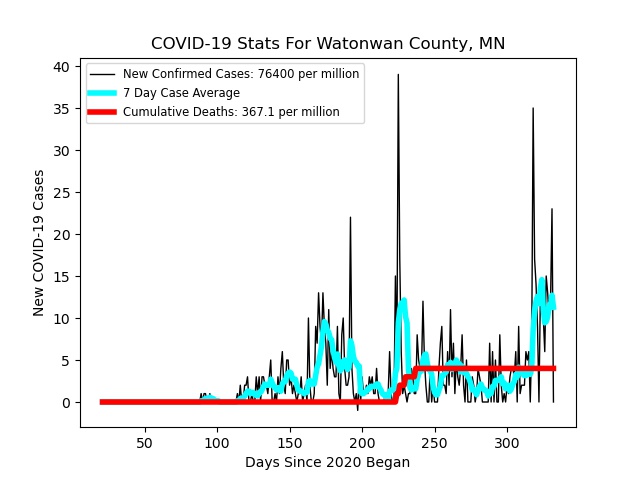 COVID-19 Stats For Watonwan County, MN
New Confirmed Cases: 76400 per million
7 Day Case Average
Cumulative Deaths: 367.1 per million
40
35
30
25
20
15
10
5
0
New COVID-19 Cases
50 100 150 200 250 300
Days Since 2020 Began